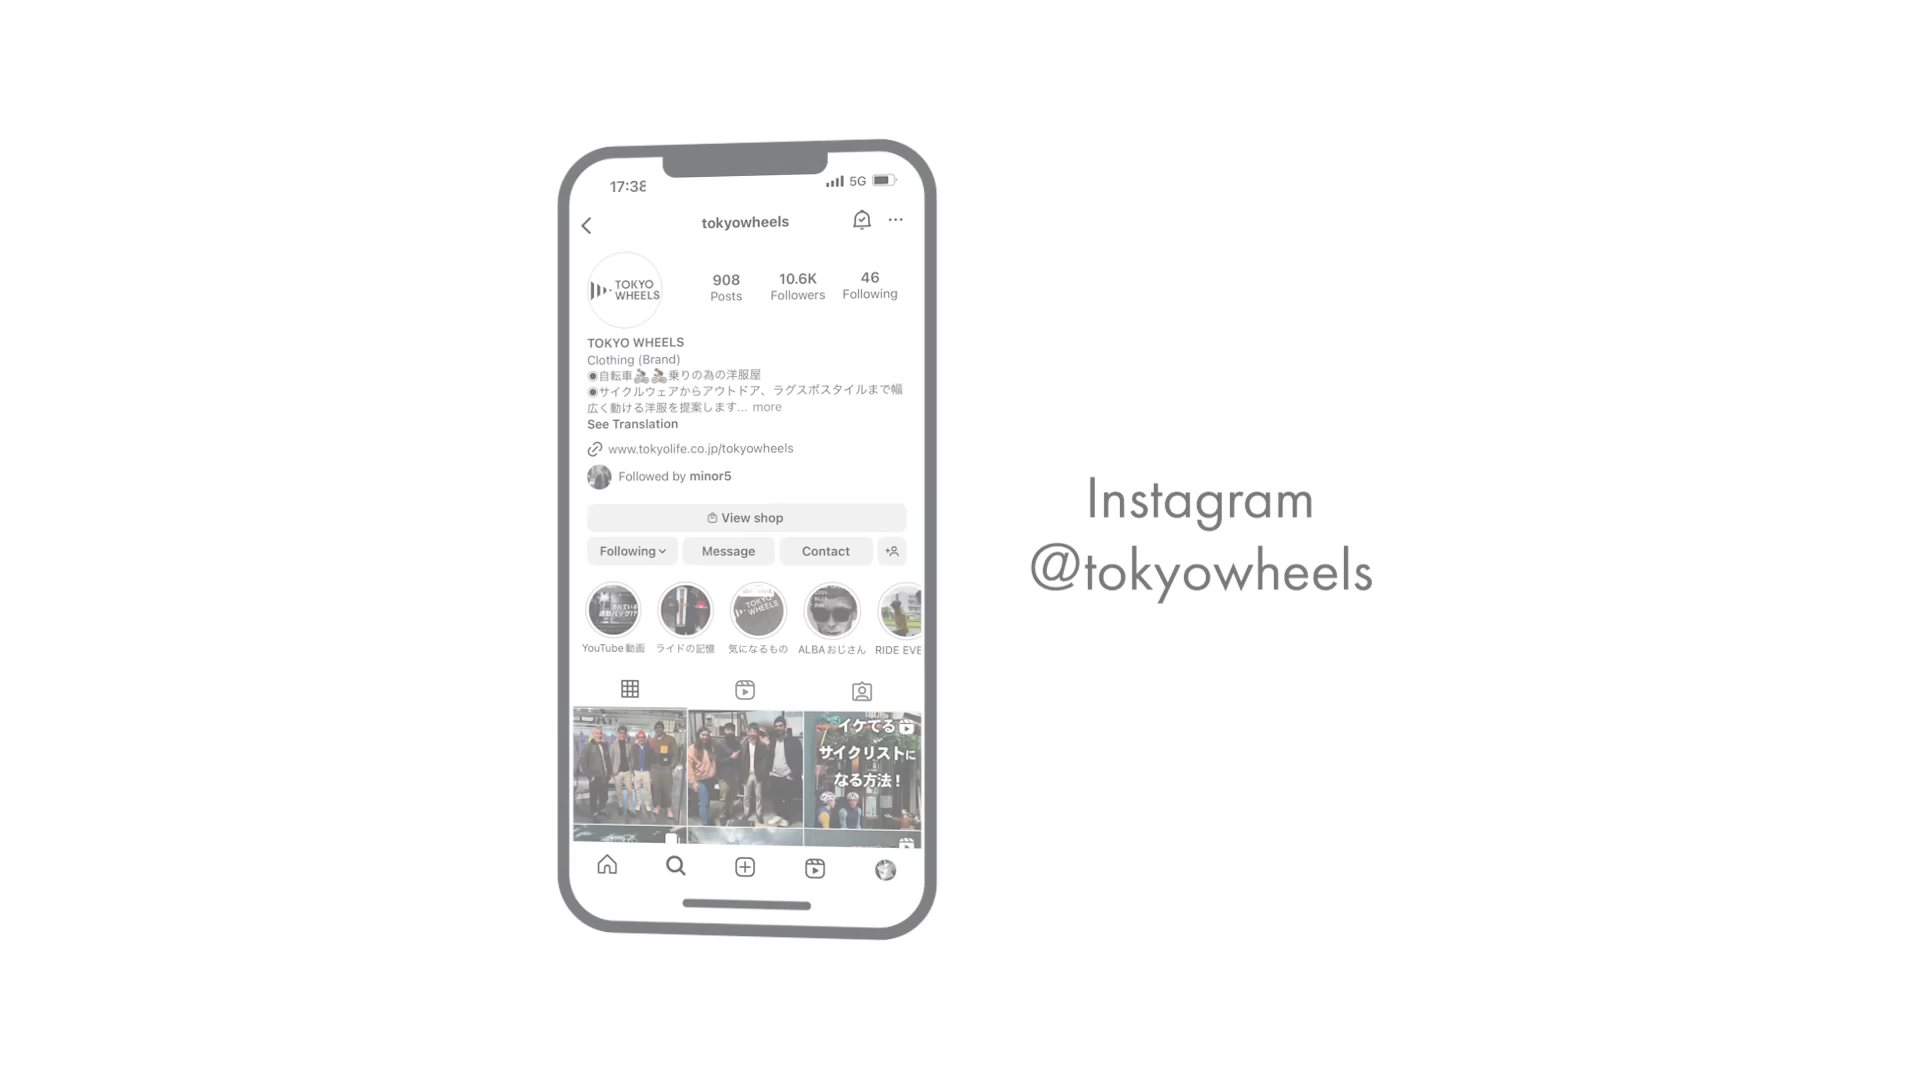 17:38
5G
tokyowheels
TOKYO
WHEELS
908
Posts
10.6K
Followers
46
Following
TOKYO WHEELS
Clothing (Brand)
◉自転車🚴🚴乗りの為の洋服屋
◉サイクルウェアからアウトドア、ラグスポスタイルまで幅
広く動ける洋服を提案します... more
See Translation
www.tokyolife.co.jp/tokyowheels
Followed by minor5
View shop
Following
Message
Contact
TOKYO
WHEELS
YouTube動画
ライドの記憶
気になるもの
ALBAおじさん
RIDE EVE
イケてる
サイクリストに
なる方法！
Instagram
@tokyowheels